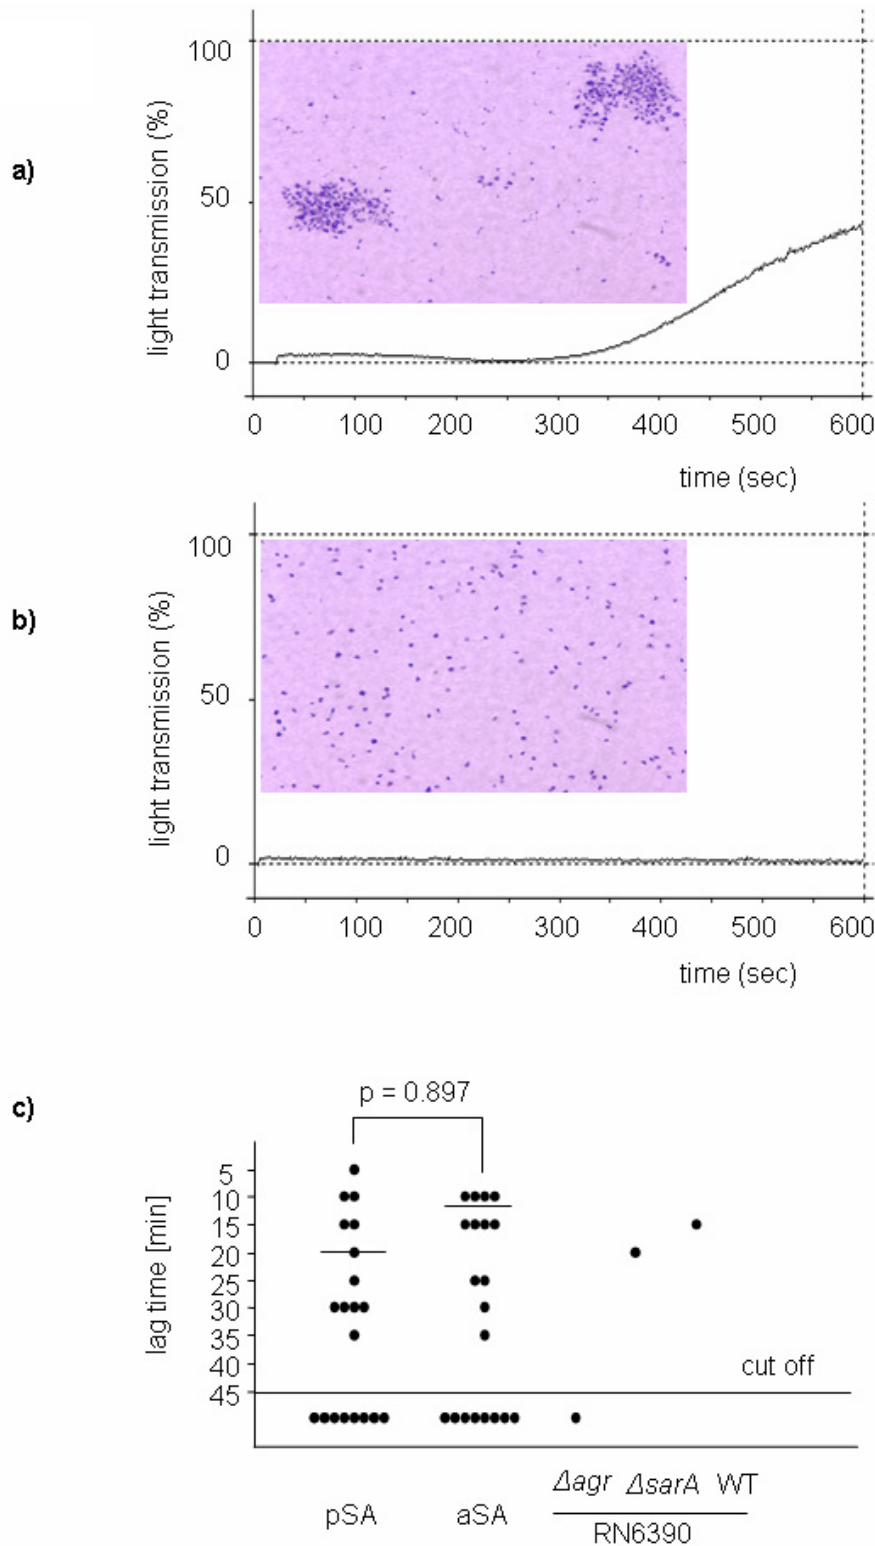 a)
light transmission (%)
100
50
0
0 100 200 300 400 500 600
time (sec)
b)
light transmission (%)
100
50
0
0 100 200 300 400 500 600
time (sec)
c)
p = 0.897
lag time [min]
5
10
15
20
25
30
35
40
45
cut off
Δagr ΔsarA WT
pSA aSA
RN6390